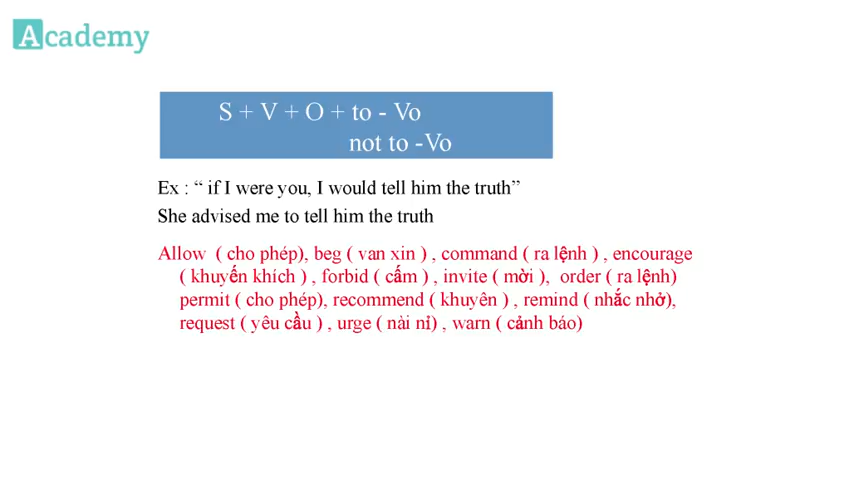 Academy
S + V + O + to - Vo
not to -Vo
Ex : “ if I were you, I would tell him the truth”
She advised me to tell him the truth
Allow ( cho phép), beg ( van xin ) , command ( ra lệnh ) , encourage
( khuyến khích ) , forbid ( cấm ) , invite ( mời ), order ( ra lệnh)
permit ( cho phép), recommend ( khuyên ) , remind ( nhắc nhở),
request ( yêu cầu ) , urge ( nài nỉ) , warn ( cảnh báo)